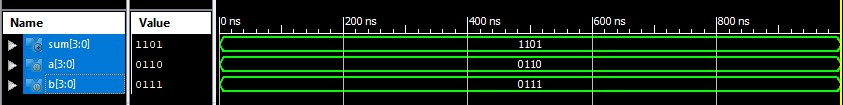 Name Value 0 ns 200 ns 400 ns 600 ns 800 ns
sum[3:0] 1101 1101
a[3:0] 0110 0110
b[3:0] 0111 0111